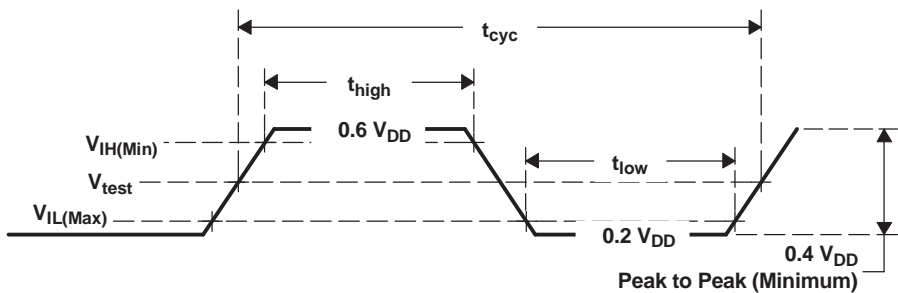 tcyc
thigh
VIH(Min)
0.6 VDD
Vtest
tlow
VIL(Max)
0.2 VDD
0.4 VDD
Peak to Peak (Minimum)